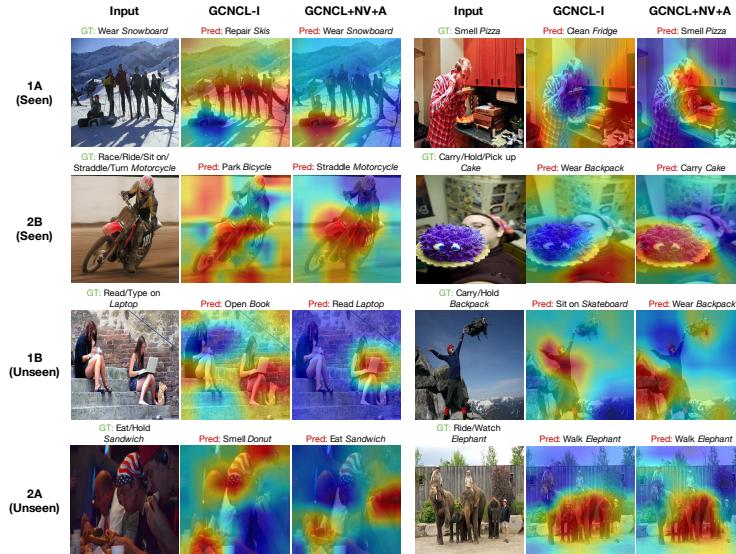 Input GCNCL-I GCNCL+NV+A Input GCNCL-I GCNCL+NV+A
GT: Wear Snowboard Pred: Repair Skis Pred: Wear Snowboard GT: Smell Pizza Pred: Clean Fridge Pred: Smell Pizza
1A
(Seen)
GT: Race/Ride/Sit on/
Straddle/Turn Motorcycle Pred: Park Bicycle Pred: Straddle Motorcycle GT: Carry/Hold/Pick up
Cake Pred: Wear Backpack Pred: Carry Cake
2B
(Seen)
GT: Read/Type on
Laptop Pred: Open Book Pred: Read Laptop GT: Carry/Hold
Backpack Pred: Sit on Skateboard Pred: Wear Backpack
1B
(Unseen)
GT: Eat/Hold
Sandwich Pred: Smell Donut Pred: Eat Sandwich GT: Ride/Watch
Elephant Pred: Walk Elephant Pred: Walk Elephant
2A
(Unseen)